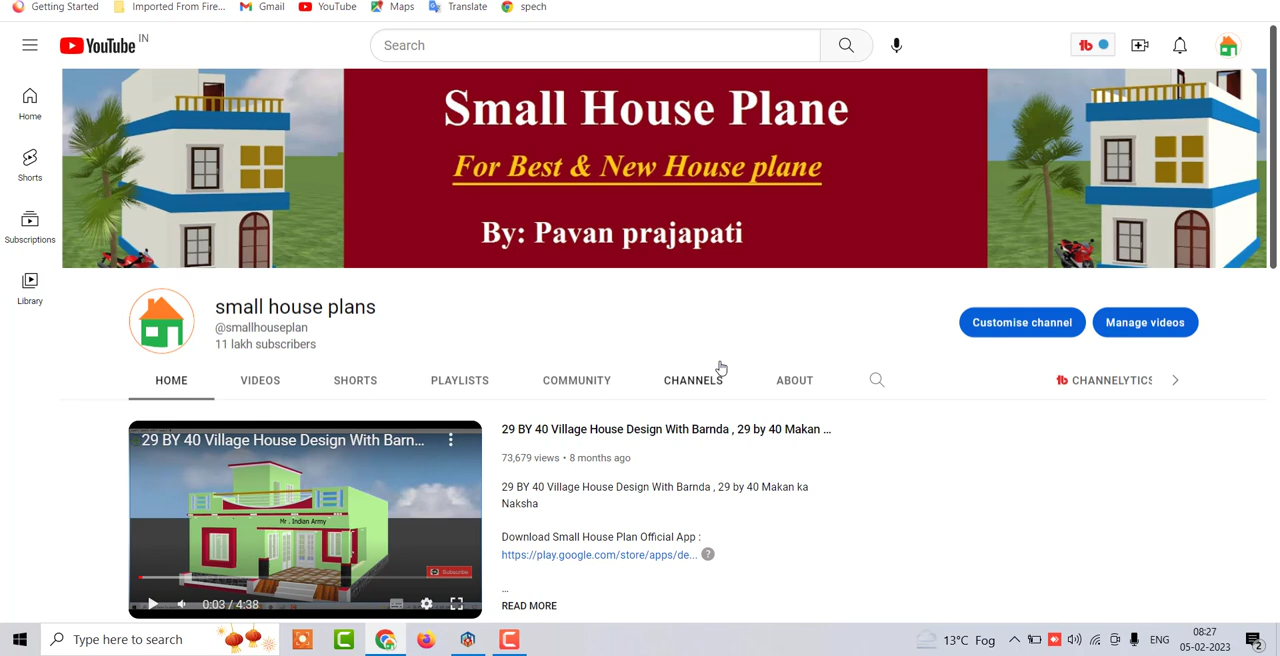 Getting Started Imported From Fire... Gmail YouTube Maps Translate spech
YouTube IN
Search
Home
Shorts
Subscriptions
Library
Small House Plane
For Best & New House plane
By: Pavan prajapati
small house plans
@smallhouseplan
11 lakh subscribers
Customise channel
Manage videos
HOME VIDEOS SHORTS PLAYLISTS COMMUNITY CHANNELS ABOUT CHANNELYTICS
29 BY 40 Village House Design With Barn...
Mr . Indian Army
Subscribe
0:03 / 4:38
29 BY 40 Village House Design With Barnda , 29 by 40 Makan ...
73,679 views • 8 months ago
29 BY 40 Village House Design With Barnda , 29 by 40 Makan ka
Naksha
Download Small House Plan Official App :
https://play.google.com/store/apps/de...
...
READ MORE
Type here to search
13°C Fog
ENG
08:27
05-02-2023
2